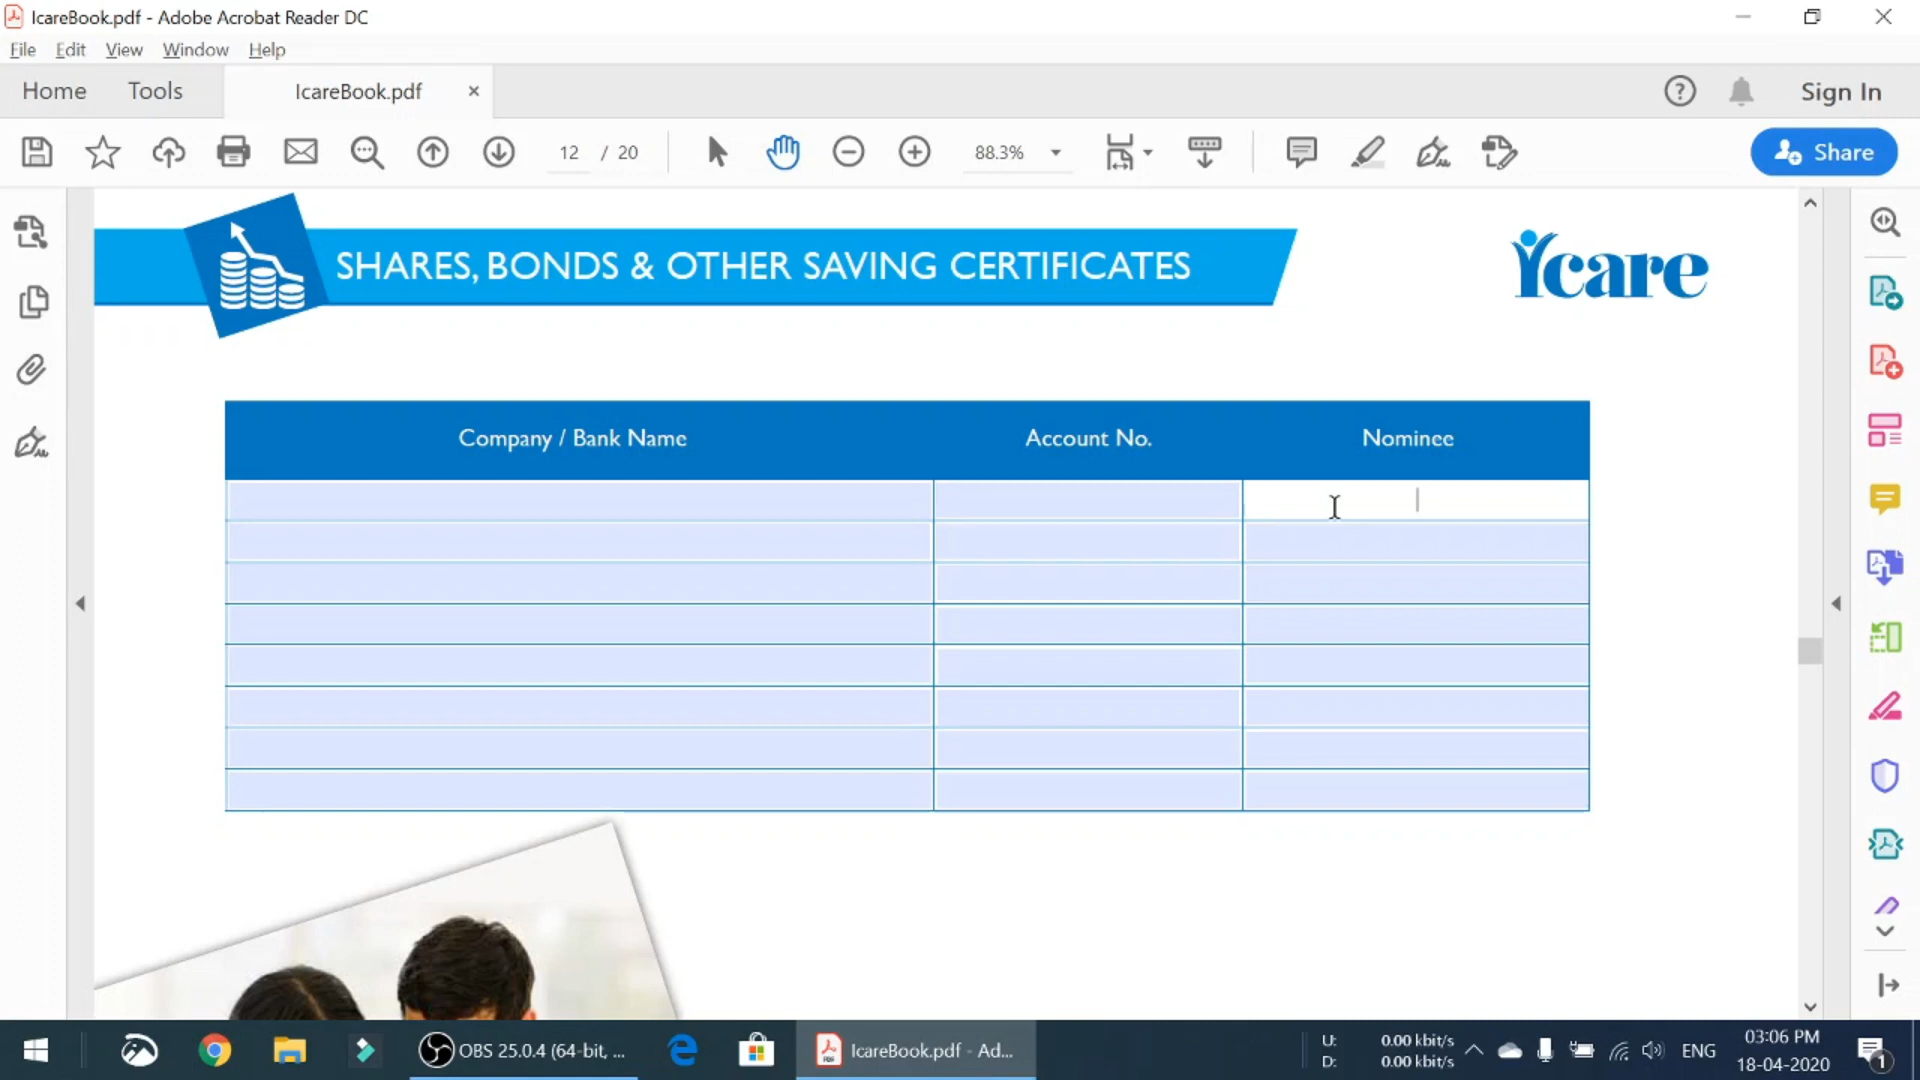 IcareBook.pdf - Adobe Acrobat Reader DC
File Edit View Window Help
Home Tools IcareBook.pdf × Sign In
12 / 20 88.3% Share
SHARES, BONDS & OTHER SAVING CERTIFICATES
Ycare
Company / Bank Name Account No. Nominee
OBS 25.0.4 (64-bit, ...
IcareBook.pdf - Ad...
U: 0.00 kbit/s
D: 0.00 kbit/s
ENG
03:06 PM
18-04-2020
1